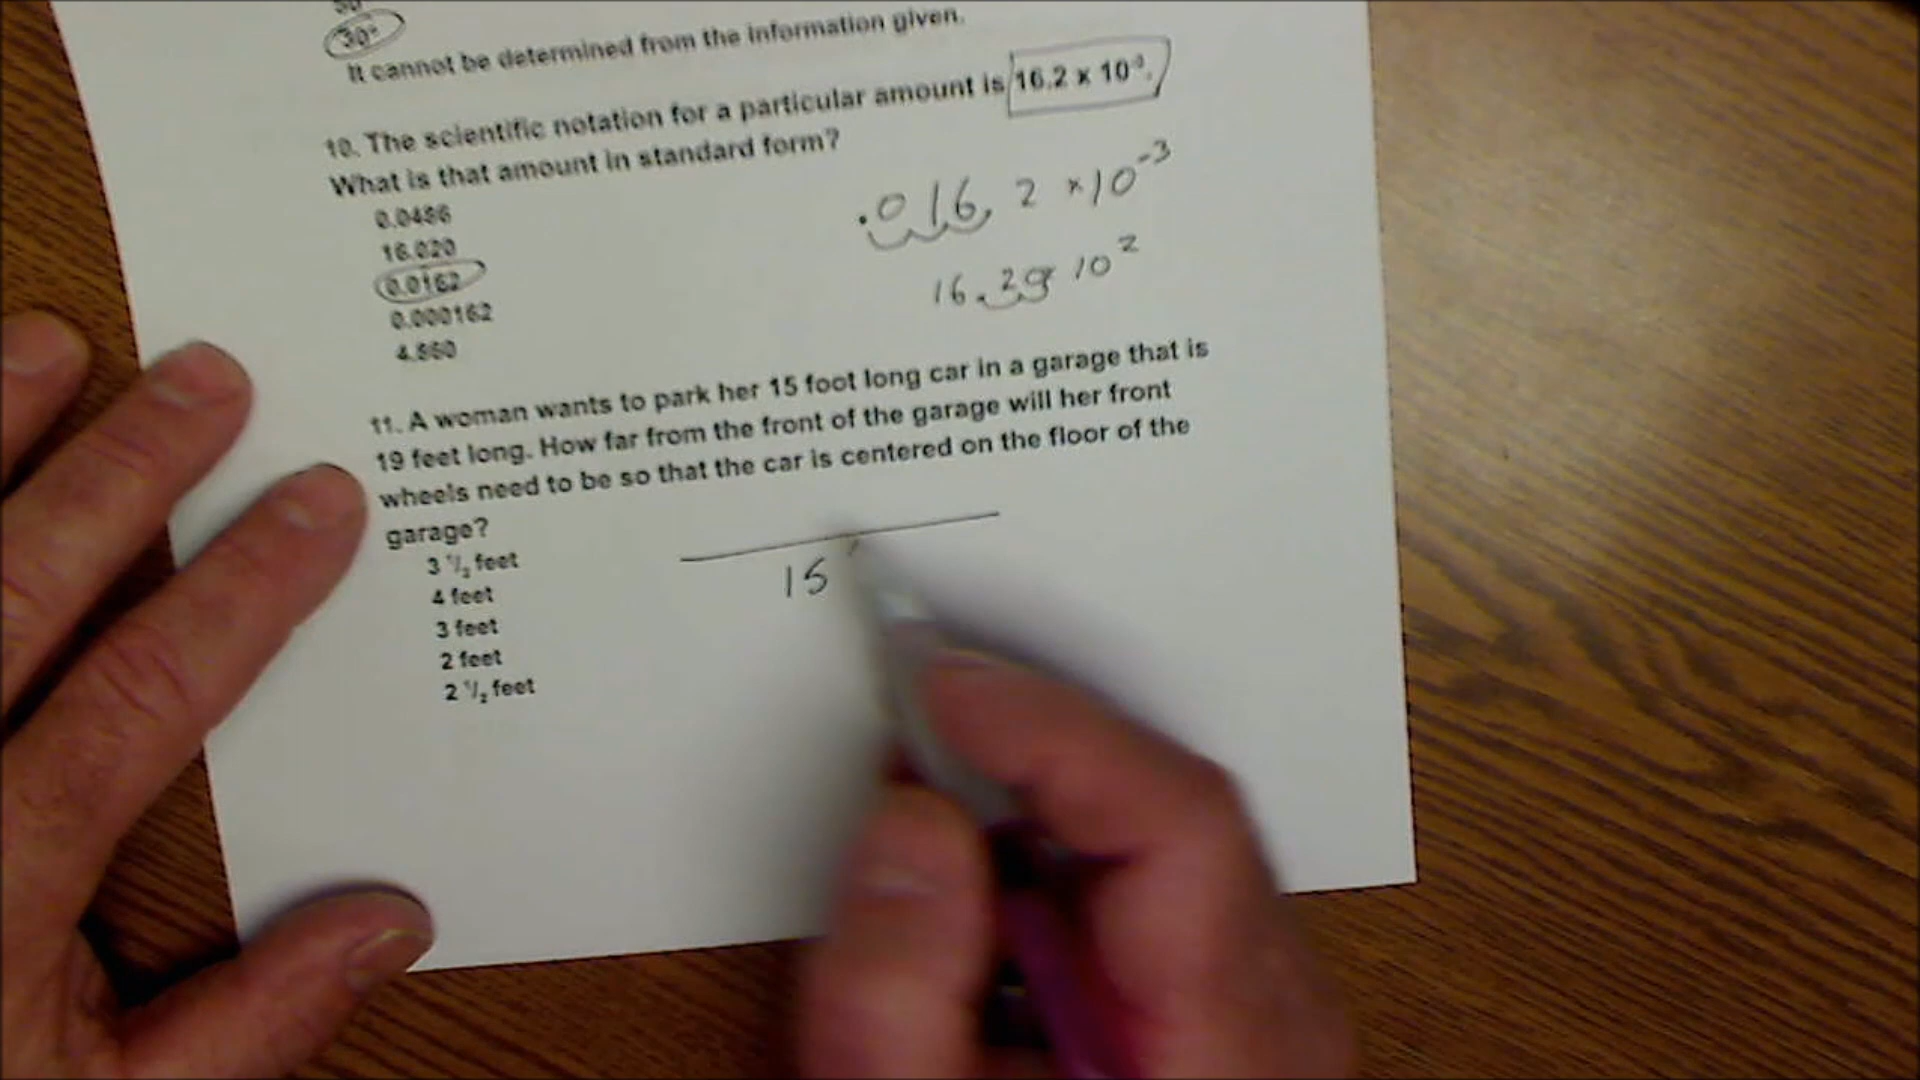 30°
It cannot be determined from the information given.
10. The scientific notation for a particular amount is 16.2 x 10⁻³.
What is that amount in standard form?
0.0486
16.020
0.0162
0.000162
4.860
.016.2 x10⁻³
16.2 10²
11. A woman wants to park her 15 foot long car in a garage that is
19 feet long. How far from the front of the garage will her front
wheels need to be so that the car is centered on the floor of the
garage?
3 ¹/₂ feet
4 feet
3 feet
2 feet
2 ¹/₂ feet
15